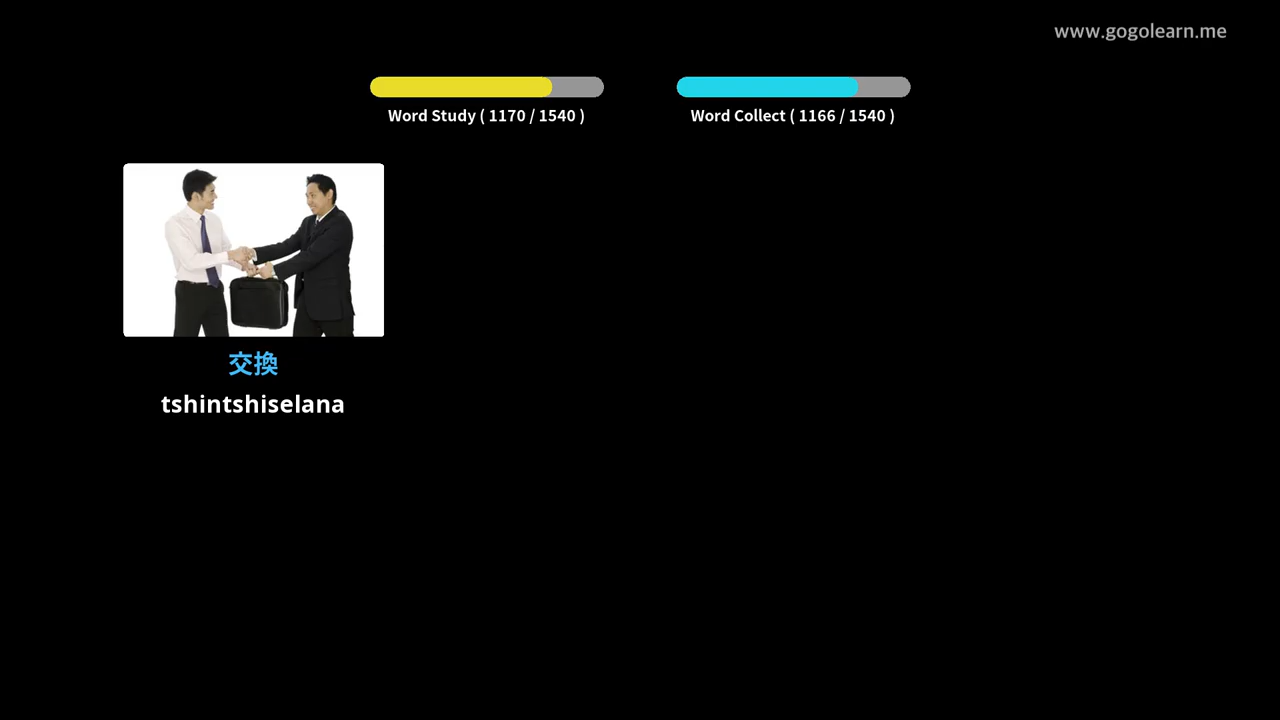 www.gogolearn.me
Word Study ( 1170 / 1540 )
Word Collect ( 1166 / 1540 )
交換
tshintshiselana